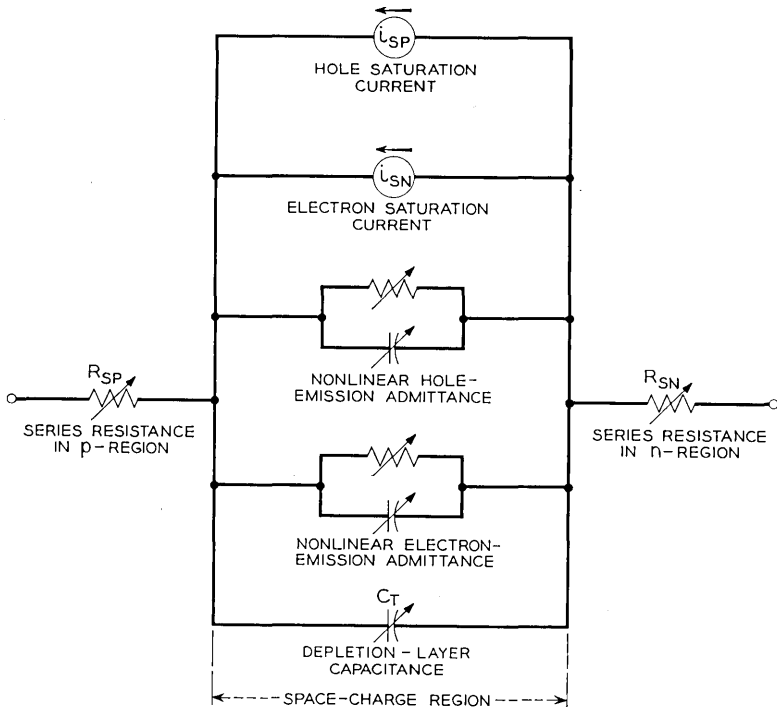 iSP
HOLE SATURATION
CURRENT
iSN
ELECTRON SATURATION
CURRENT
NONLINEAR HOLE-
EMISSION ADMITTANCE
RSP
SERIES RESISTANCE
IN p-REGION
RSN
SERIES RESISTANCE
IN n-REGION
NONLINEAR ELECTRON-
EMISSION ADMITTANCE
CT
DEPLETION-LAYER
CAPACITANCE
SPACE-CHARGE REGION